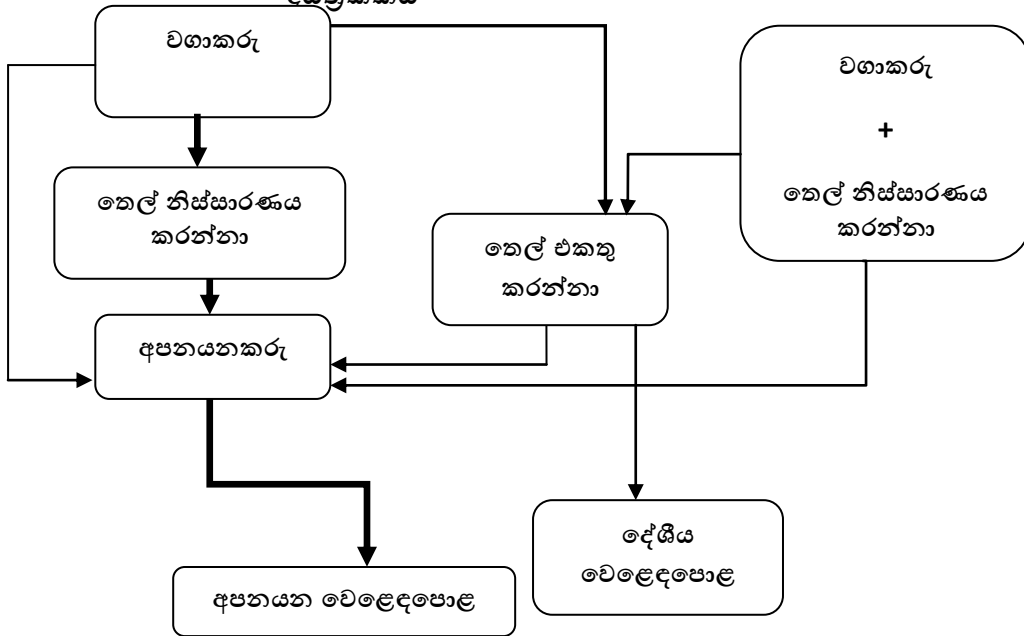 වගාකරු
වගාකරු
+
තෙල් නිස්සාරණය
කරන්නා
තෙල් නිස්සාරණය
කරන්නා
තෙල් එකතු
කරන්නා
අපනයනකරු
දේශීය
වෙළෙඳපොළ
අපනයන වෙළෙඳපොළ